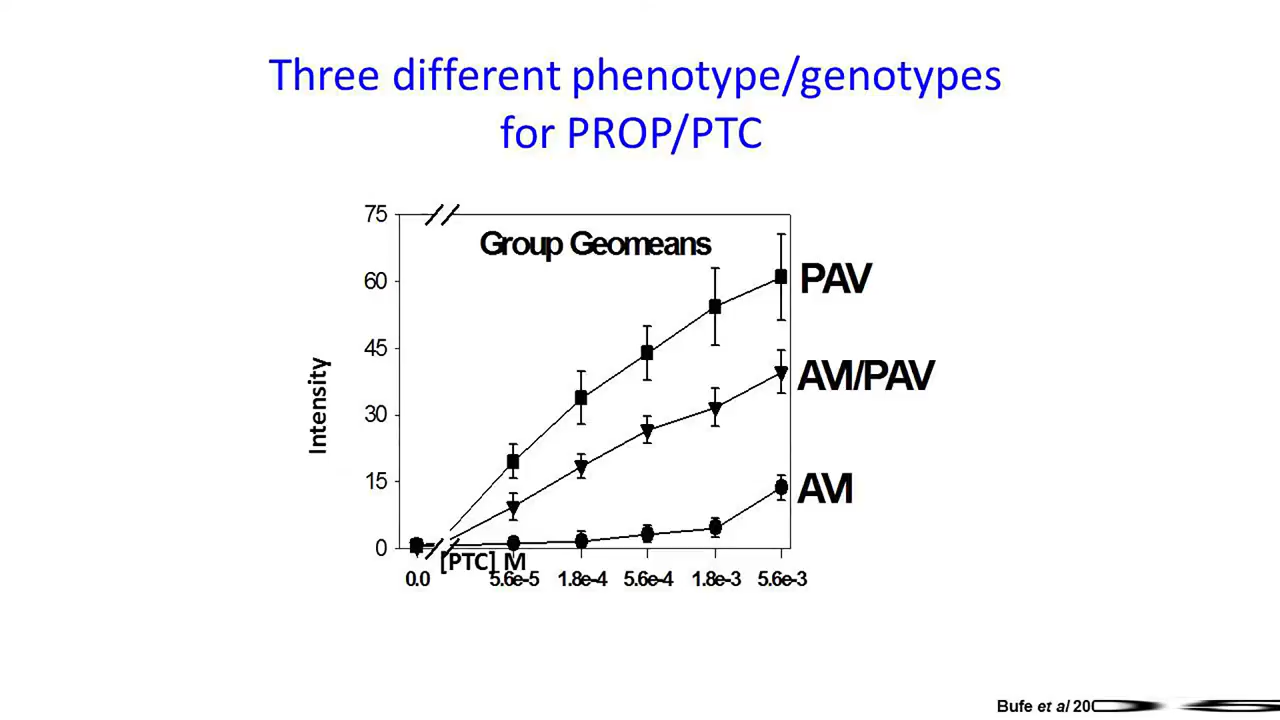 Three different phenotype/genotypes
for PROP/PTC
75
Group Geomeans
PAV
60
45
AVI/PAV
Intensity
30
AVI
15
0
[PTC] M
0.0 5.6e-5 1.8e-4 5.6e-4 1.8e-3 5.6e-3
Bufe et al